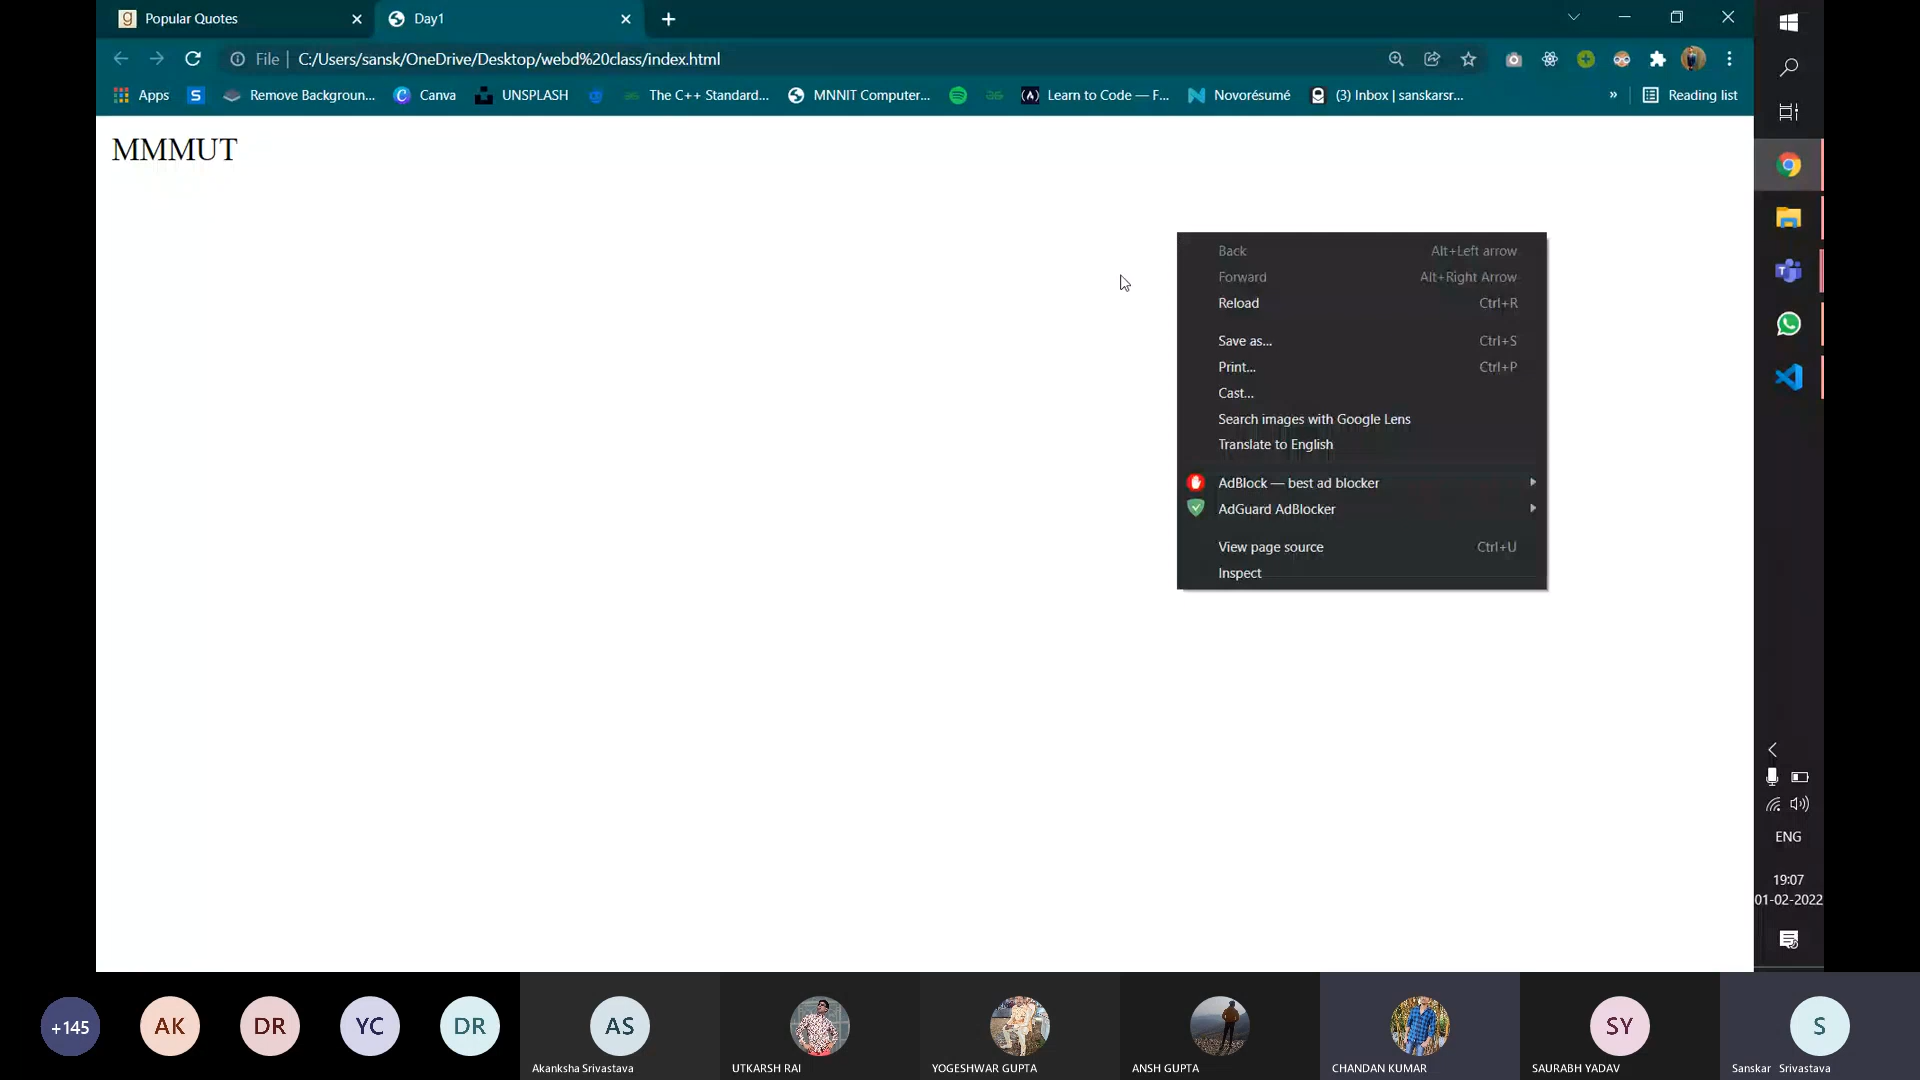 Popular Quotes
Day1
File | C:/Users/sansk/OneDrive/Desktop/webd%20class/index.html
Apps S Remove Backgroun... Canva UNSPLASH The C++ Standard... MNNIT Computer... Learn to Code — F... Novorésumé (3) Inbox | sanskarsr... » Reading list
MMMUT
Back Alt+Left arrow
Forward Alt+Right Arrow
Reload Ctrl+R
Save as... Ctrl+S
Print... Ctrl+P
Cast...
Search images with Google Lens
Translate to English
AdBlock — best ad blocker
AdGuard AdBlocker
View page source Ctrl+U
Inspect
ENG
19:07
01-02-2022
+145 AK DR YC DR AS SY S
Akanksha Srivastava UTKARSH RAI YOGESHWAR GUPTA ANSH GUPTA CHANDAN KUMAR SAURABH YADAV Sanskar Srivastava